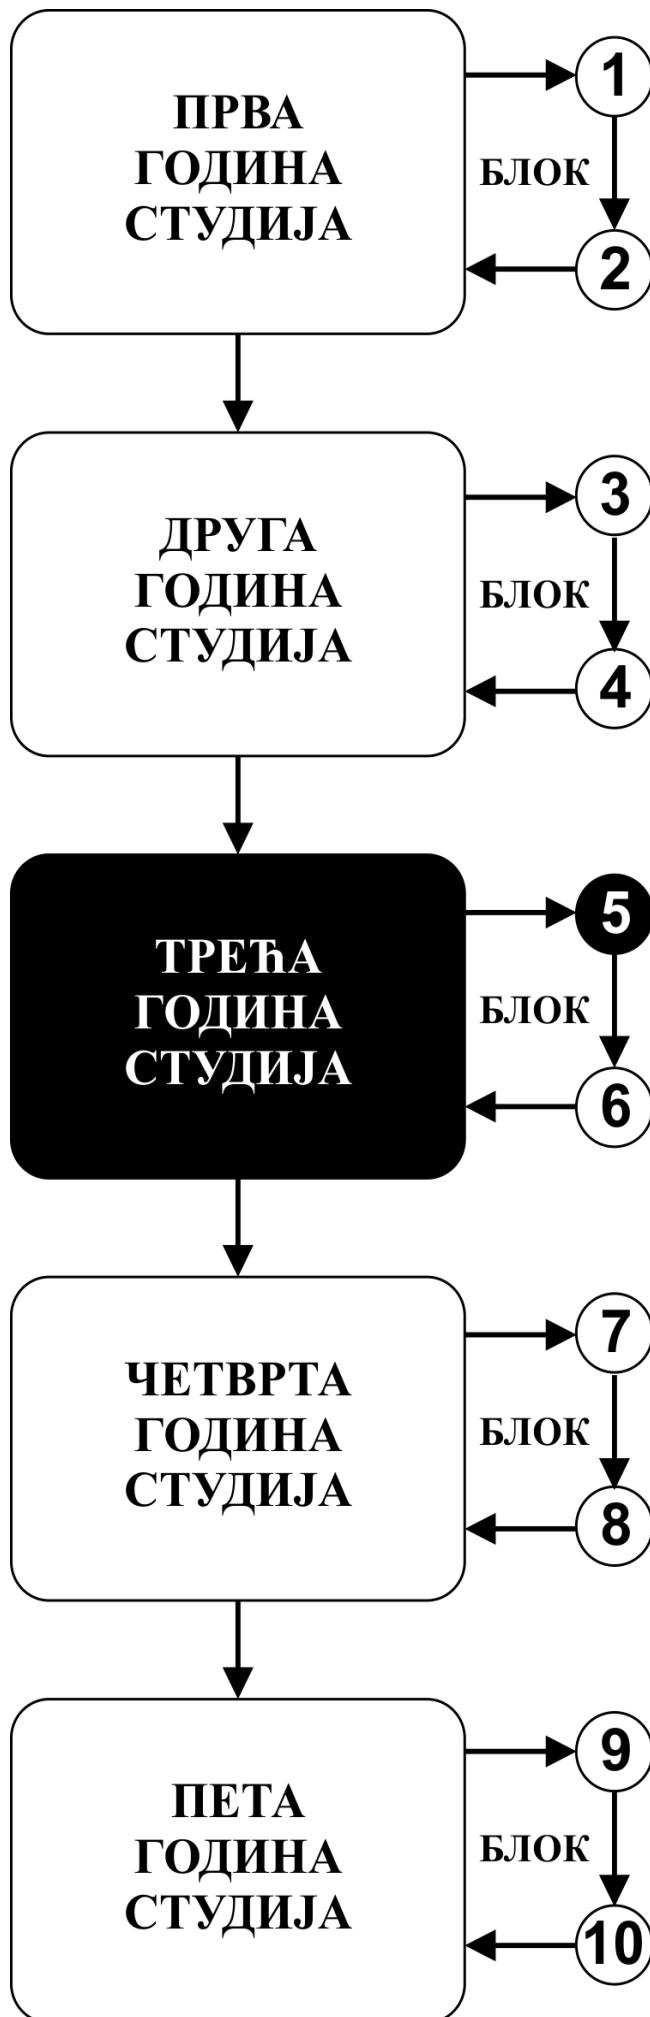 ПРВА
ГОДИНА
СТУДИЈА
1
БЛОК
2
ДРУГА
ГОДИНА
СТУДИЈА
3
БЛОК
4
ТРЕЋА
ГОДИНА
СТУДИЈА
5
БЛОК
6
ЧЕТВРТА
ГОДИНА
СТУДИЈА
7
БЛОК
8
ПЕТА
ГОДИНА
СТУДИЈА
9
БЛОК
10